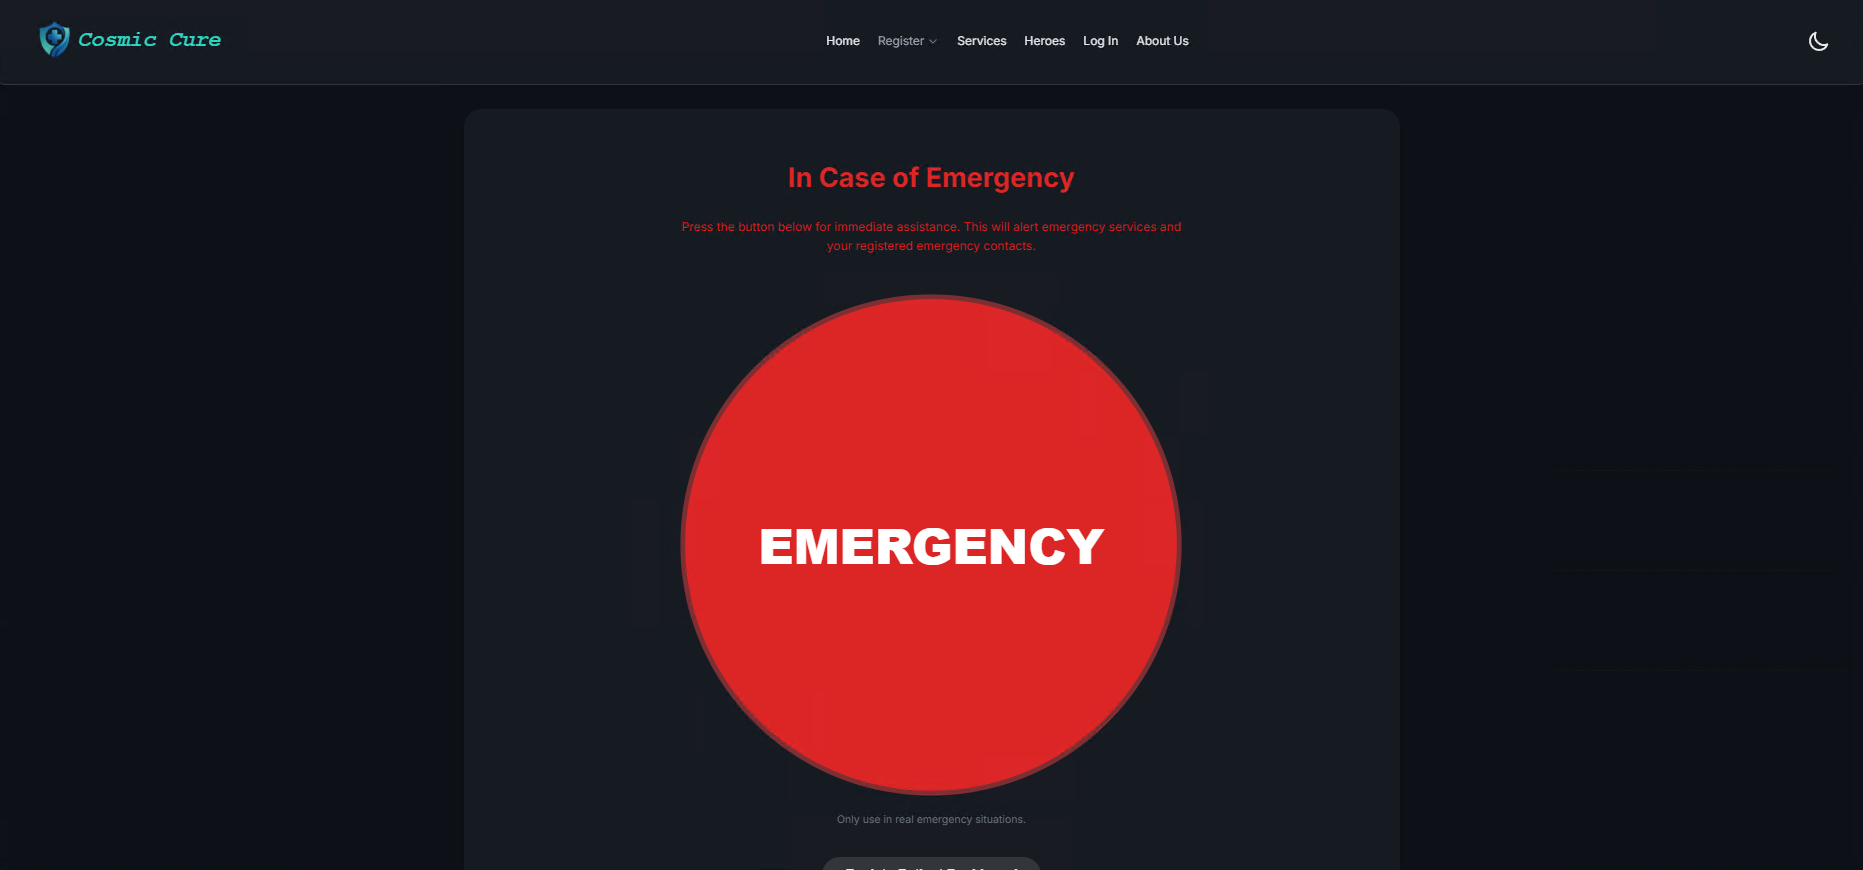 Cosmic Cure
Home Register Services Heroes Log In About Us
In Case of Emergency
Press the button below for immediate assistance. This will alert emergency services and
your registered emergency contacts.
EMERGENCY
Only use in real emergency situations.